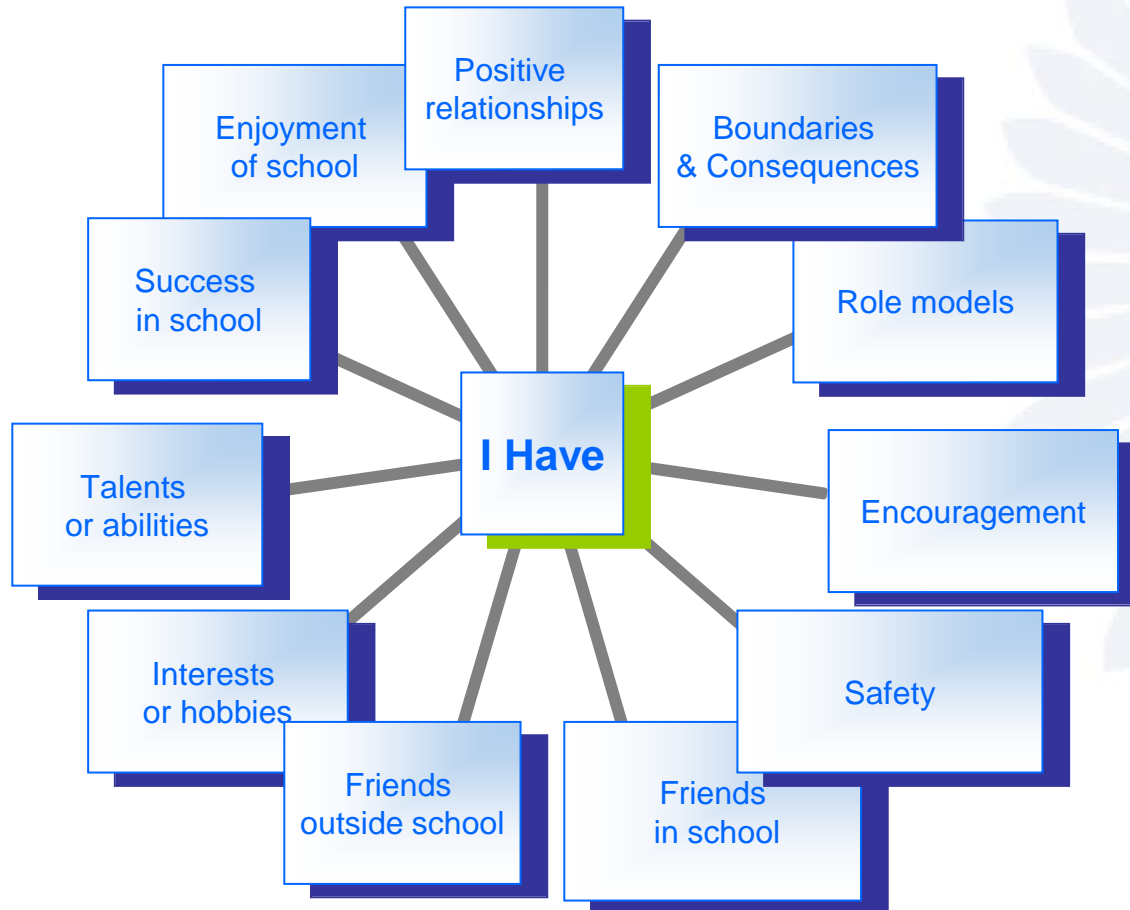 Positive
relationships
Boundaries
& Consequences
Role models
Encouragement
Safety
Friends
in school
Friends
outside school
Interests
or hobbies
Talents
or abilities
Success
in school
Enjoyment
of school
I Have